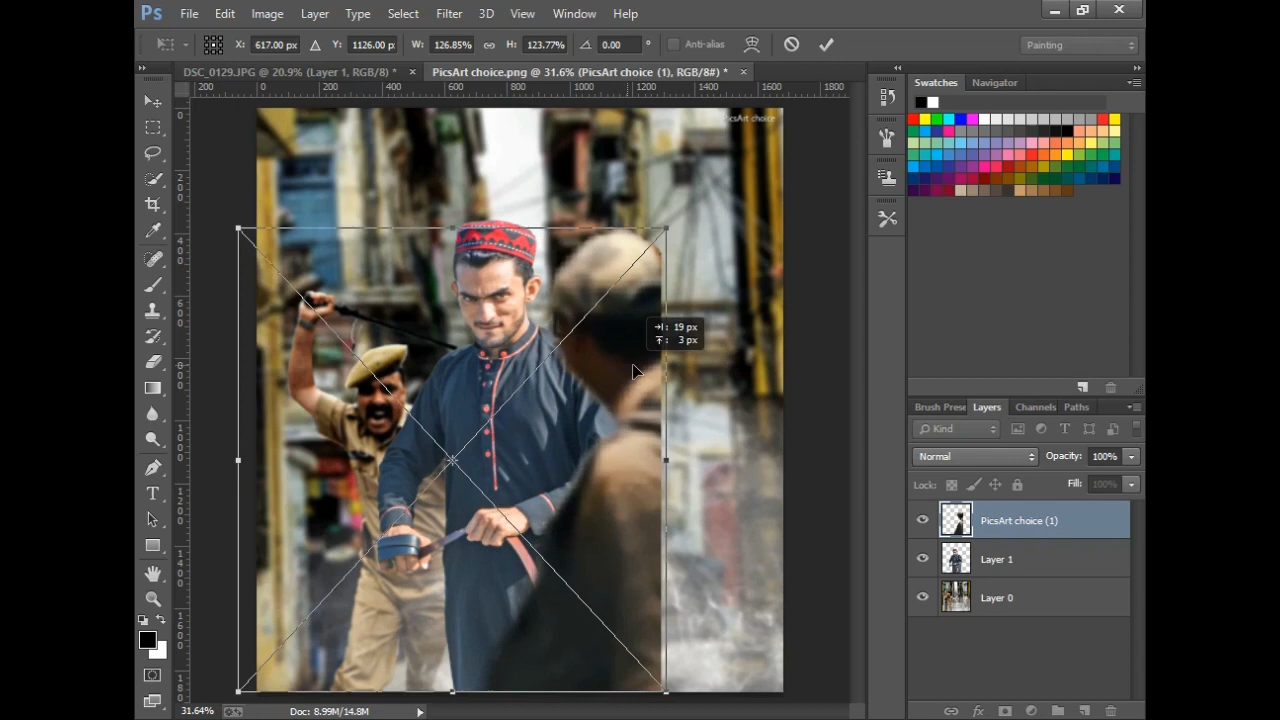 Ps File Edit Image Layer Type Select Filter 3D View Window Help
X: 617.00 px Y: 1126.00 p W: 126.85% H: 123.77% 0.00 ° Anti-alias Painting
DSC_0129.JPG @ 20.9% (Layer 1, RGB/8) * × PicsArt choice.png @ 31.6% (PicsArt choice (1), RGB/8#) * ×
Swatches Navigator
200 0 200 400 600 800 1000 1200 1400 1600 1800
PicsArt choice
19 px
3 px
Brush Prese Layers Channels Paths
Kind
Normal Opacity: 100%
Lock: Fill: 100%
PicsArt choice (1)
Layer 1
Layer 0
31.64% Doc: 8.99M/14.8M
fx